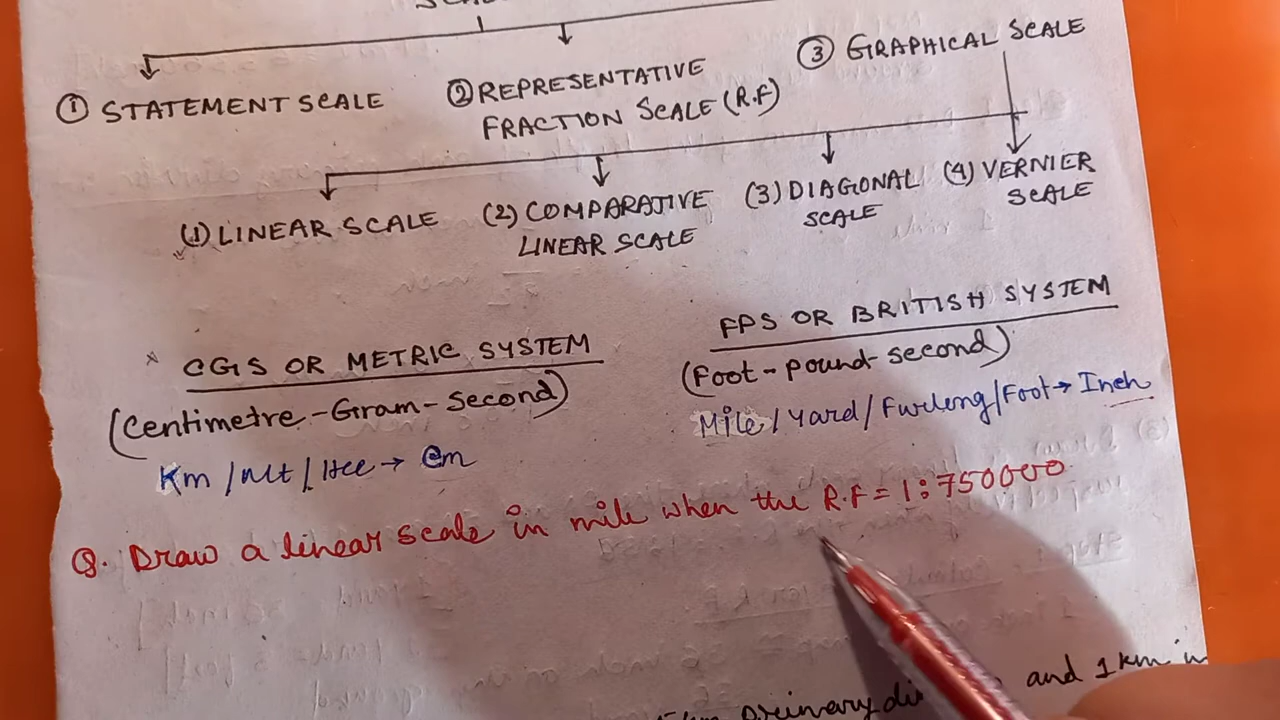 ① STATEMENT SCALE
② REPRESENTATIVE
FRACTION SCALE (R.F)
③ GRAPHICAL SCALE
(1) LINEAR SCALE
(2) COMPARATIVE
LINEAR SCALE
(3) DIAGONAL
SCALE
(4) VERNIER
SCALE
CGS OR METRIC SYSTEM
(Centimetre-Gram-Second)
Km / Mt / Hec → cm
FPS OR BRITISH SYSTEM
(Foot-pound-second)
Mile / Yard / Furlong / Foot → Inch
Q. Draw a linear scale in mile when the R.F = 1:750000
and 1 km in